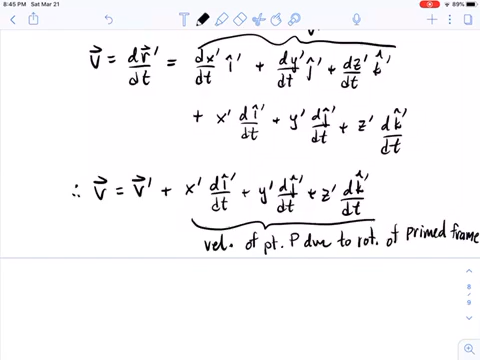 8:45 PM Sat Mar 21
89%
T
v⃗ = dr⃗'/dt = dx'/dt î' + dy'/dt ĵ' + dz'/dt k̂'
+ x' dî'/dt + y' dĵ'/dt + z' dk̂'/dt
∴ v⃗ = v⃗' + x' dî'/dt + y' dĵ'/dt + z' dk̂'/dt
vel. of pt. P due to rot. of primed frame
8
9